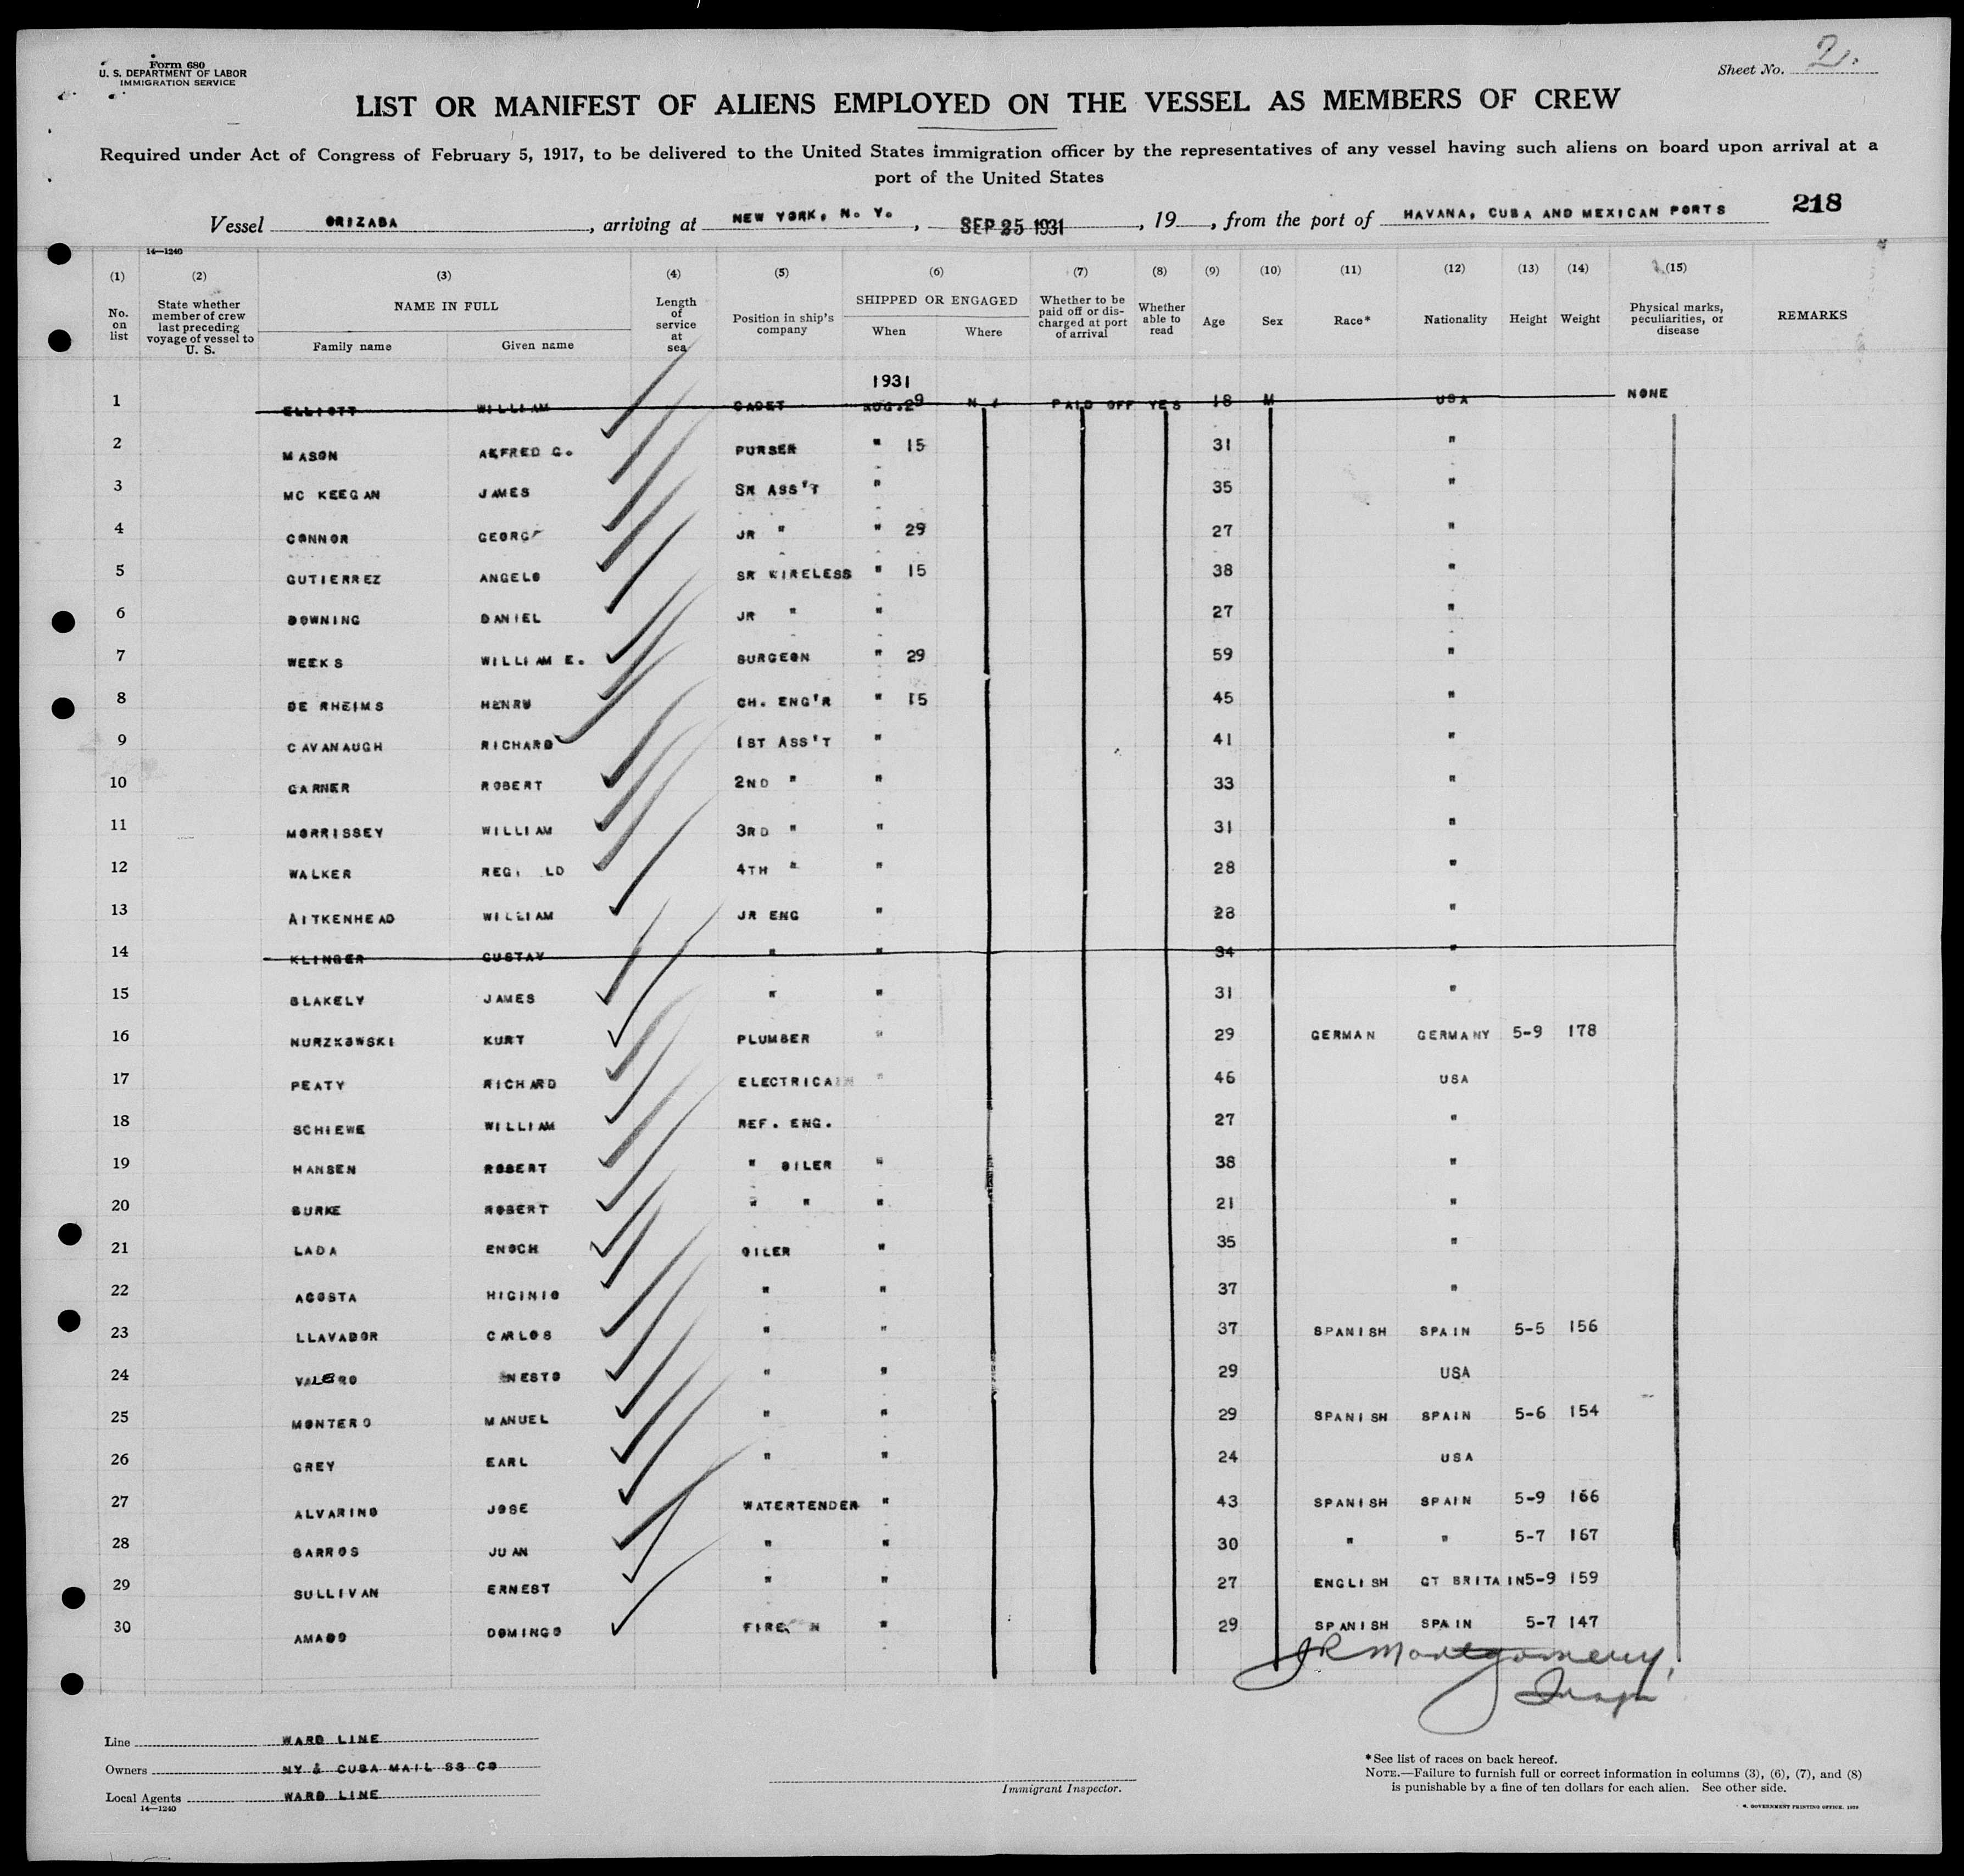 Form 680
U. S. DEPARTMENT OF LABOR
IMMIGRATION SERVICE
Sheet No. 2.
LIST OR MANIFEST OF ALIENS EMPLOYED ON THE VESSEL AS MEMBERS OF CREW
Required under Act of Congress of February 5, 1917, to be delivered to the United States immigration officer by the representatives of any vessel having such aliens on board upon arrival at a
port of the United States
Vessel ORIZABA, arriving at NEW YORK, N. Y., SEP 25 1931, 19, from the port of HAVANA, CUBA AND MEXICAN PORTS 218
14—1240
(1) (2) (3) (4) (5) (6) (7) (8) (9) (10) (11) (12) (13) (14) (15)
No. on list State whether member of crew last preceding voyage of vessel to U. S. NAME IN FULL Family name Given name Length of service at sea Position in ship's company SHIPPED OR ENGAGED When Where Whether to be paid off or discharged at port of arrival Whether able to read Age Sex Race* Nationality Height Weight Physical marks, peculiarities, or disease REMARKS
1931
1 ELLIOTT WILLIAM CADET AUG. 29 N Y PAID OFF YES 18 M USA NONE
2 MASON ALFRED G. PURSER " 15 31 "
3 MC KEEGAN JAMES SR ASS'T " 35 "
4 CONNOR GEORGE JR " " 29 27 "
5 GUTIERREZ ANGELO SR WIRELESS " 15 38 "
6 DOWNING DANIEL JR " " 27 "
7 WEEKS WILLIAM E. SURGEON " 29 59 "
8 DE RHEIMS HENRY CH. ENG'R " 15 45 "
9 CAVANAUGH RICHARD 1ST ASS'T " 41 "
10 GARNER ROBERT 2ND " " 33 "
11 MORRISSEY WILLIAM 3RD " " 31 "
12 WALKER REGI LD 4TH " " 28 "
13 AITKENHEAD WILLIAM JR ENG " 28 "
14 KLINGER GUSTAV " " 34 "
15 BLAKELY JAMES " " 31 "
16 NURZKOWSKI KURT PLUMBER " 29 GERMAN GERMANY 5-9 178
17 PEATY RICHARD ELECTRICAIN " 46 USA
18 SCHIEWE WILLIAM REF. ENG. 27 "
19 HANSEN ROBERT " OILER " 38 "
20 BURKE ROBERT " " " 21 "
21 LADA ENOCH OILER " 35 "
22 AGOSTA HIGINIO " " 37 "
23 LLAVADOR CARLOS " " 37 SPANISH SPAIN 5-5 156
24 VALERO NESTO " " 29 USA
25 MONTERO MANUEL " " 29 SPANISH SPAIN 5-6 154
26 GREY EARL " " 24 USA
27 ALVARINO JOSE WATERTENDER " 43 SPANISH SPAIN 5-9 166
28 BARROS JUAN " " 30 " " 5-7 167
29 SULLIVAN ERNEST " " 27 ENGLISH GT BRITAIN 5-9 159
30 AMADO DOMINGO FIRE N " 29 SPANISH SPAIN 5-7 147
JR Montgomery,
Insp
Line WARD LINE
Owners NY & CUBA MAIL SS CO
Local Agents WARD LINE
14—1240
Immigrant Inspector.
*See list of races on back hereof.
NOTE.—Failure to furnish full or correct information in columns (3), (6), (7), and (8)
is punishable by a fine of ten dollars for each alien. See other side.
GOVERNMENT PRINTING OFFICE